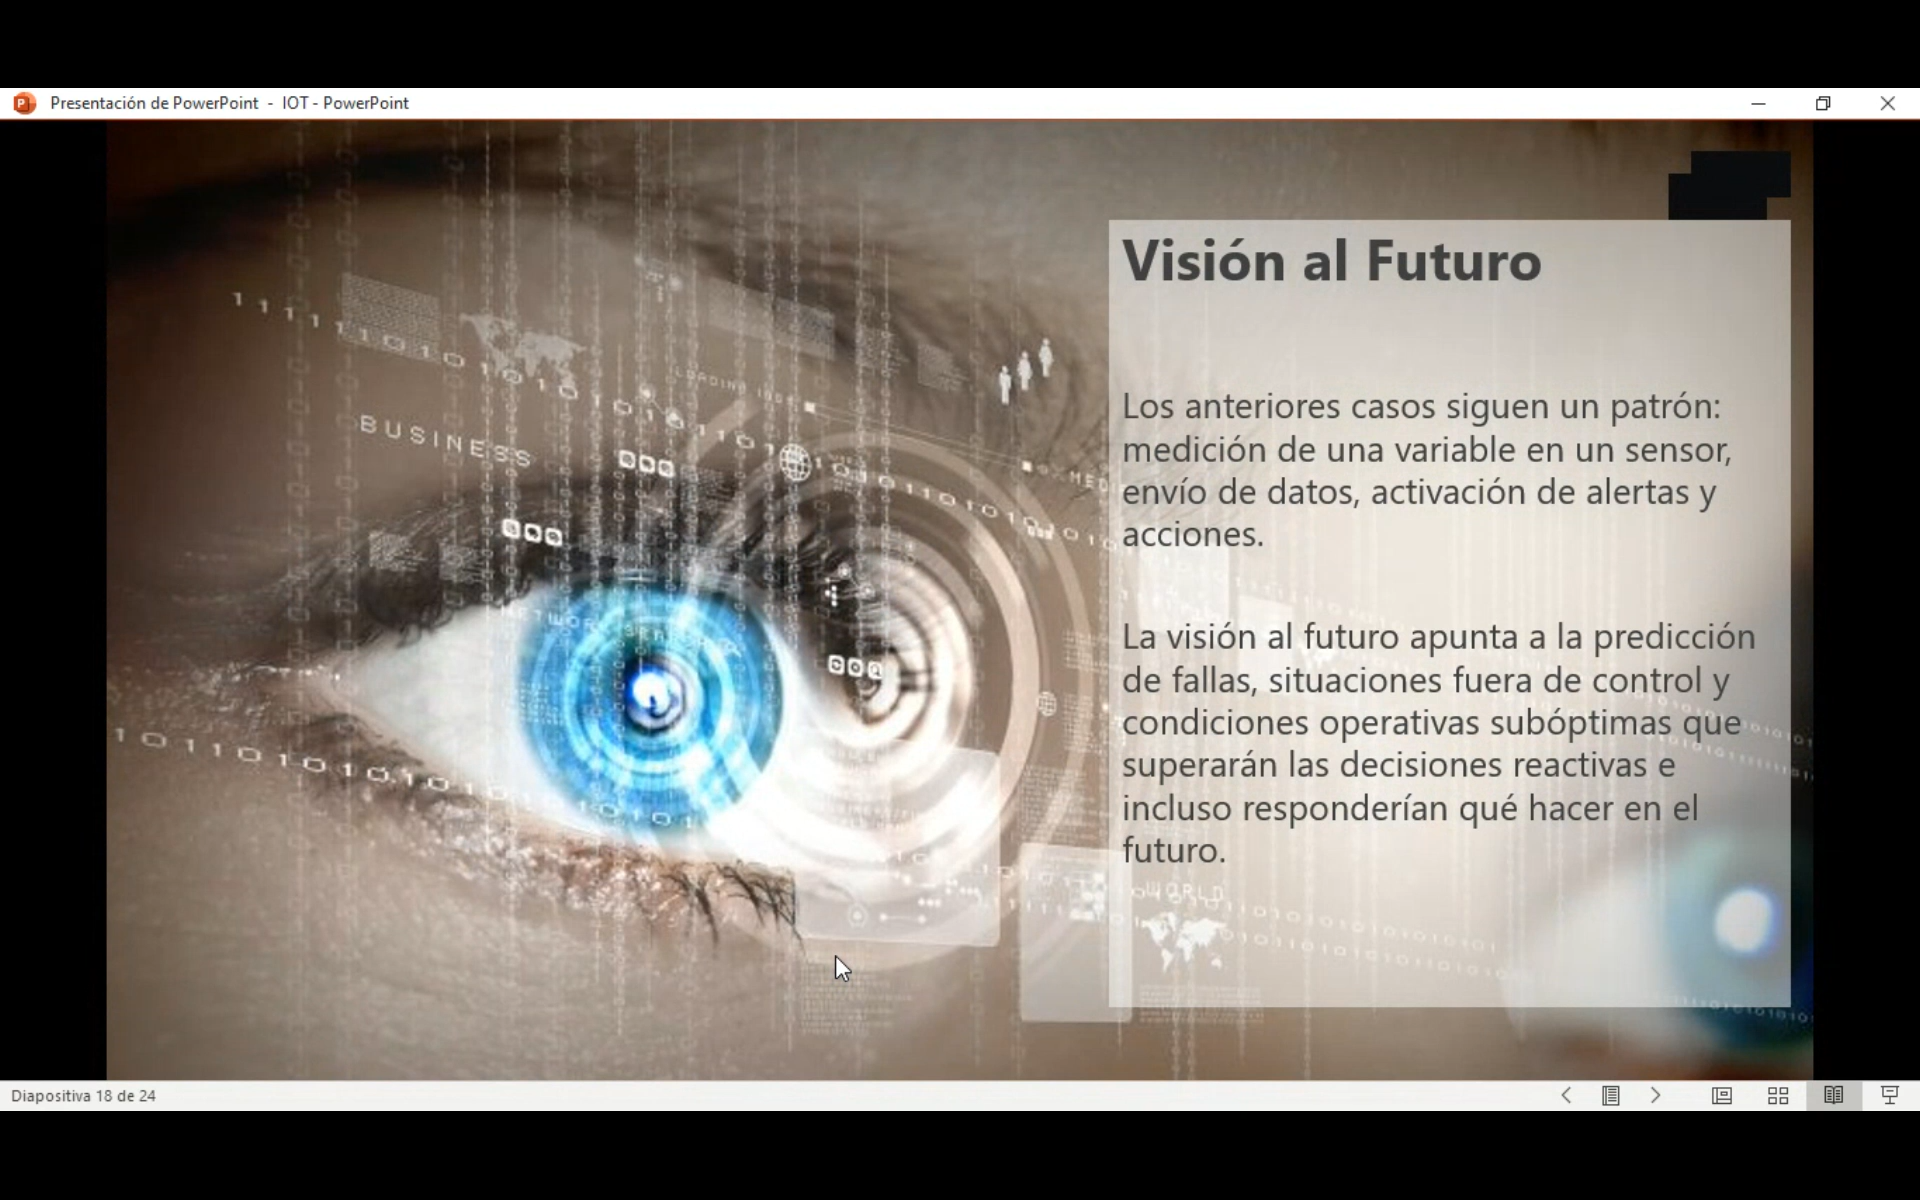 Presentación de PowerPoint - IOT - PowerPoint
Visión al Futuro
Los anteriores casos siguen un patrón:
medición de una variable en un sensor,
envío de datos, activación de alertas y
acciones.
La visión al futuro apunta a la predicción
de fallas, situaciones fuera de control y
condiciones operativas subóptimas que
superarán las decisiones reactivas e
incluso responderían qué hacer en el
futuro.
BUSINESS
WORLD
Diapositiva 18 de 24